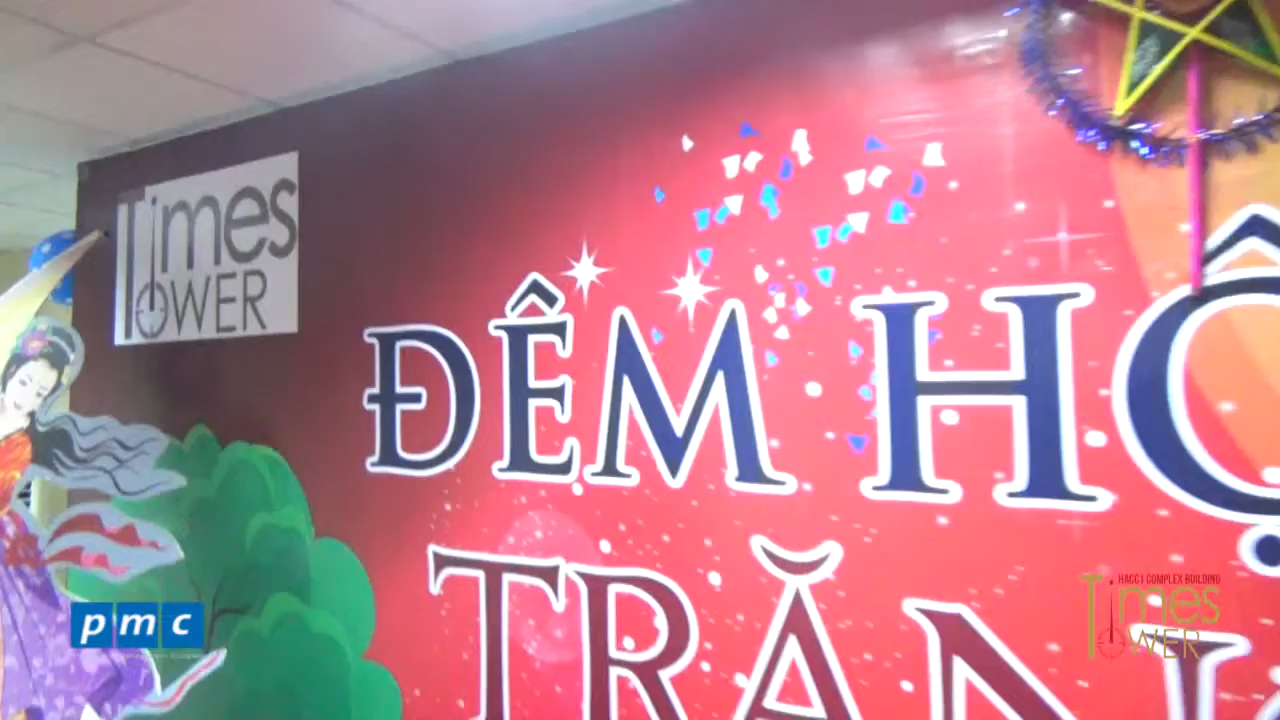 Times
TOWER
ĐÊM HỘ
TRĂN
pmc
HACC1 COMPLEX BUILDING
Times
TOWER